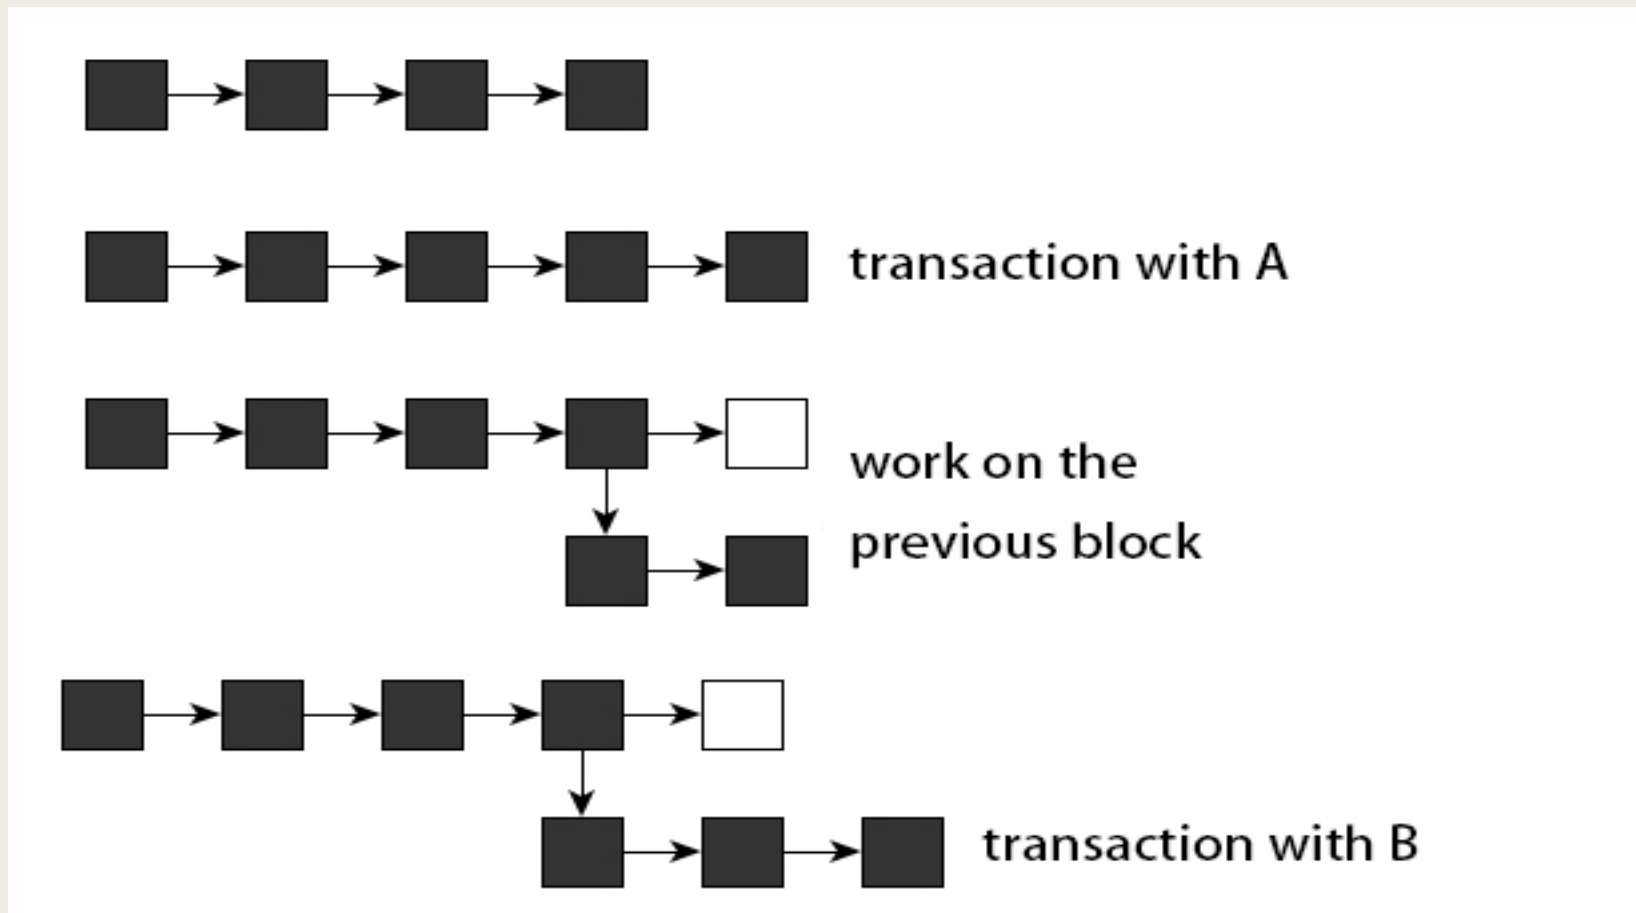 transaction with A
work on the
previous block
transaction with B